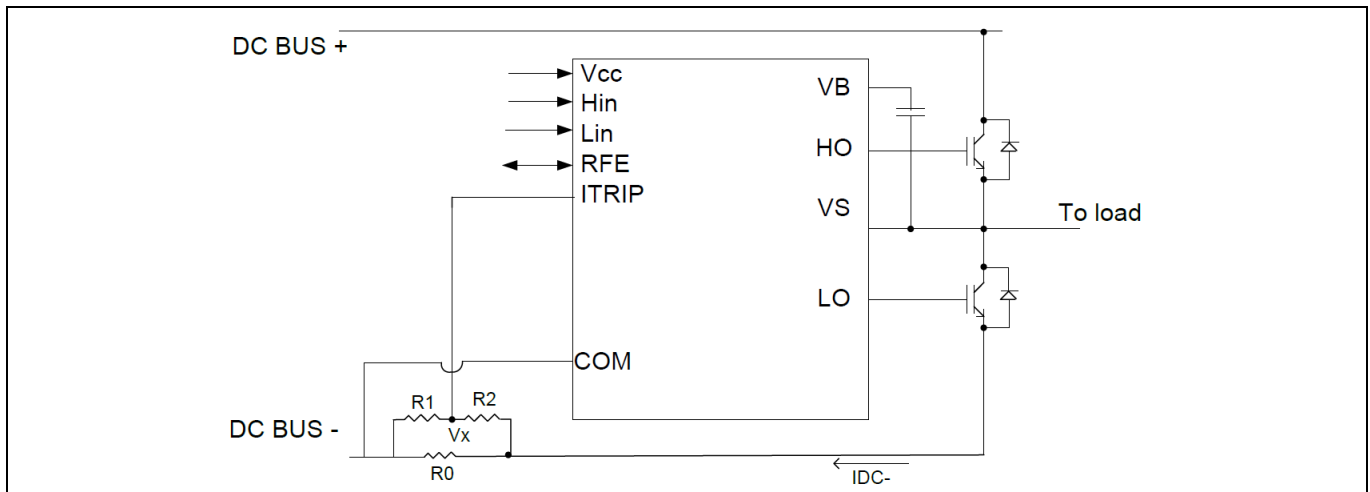 DC BUS +
Vcc
Hin
Lin
RFE
ITRIP
COM
VB
HO
VS
LO
To load
DC BUS -
R1
R2
Vx
R0
IDC-